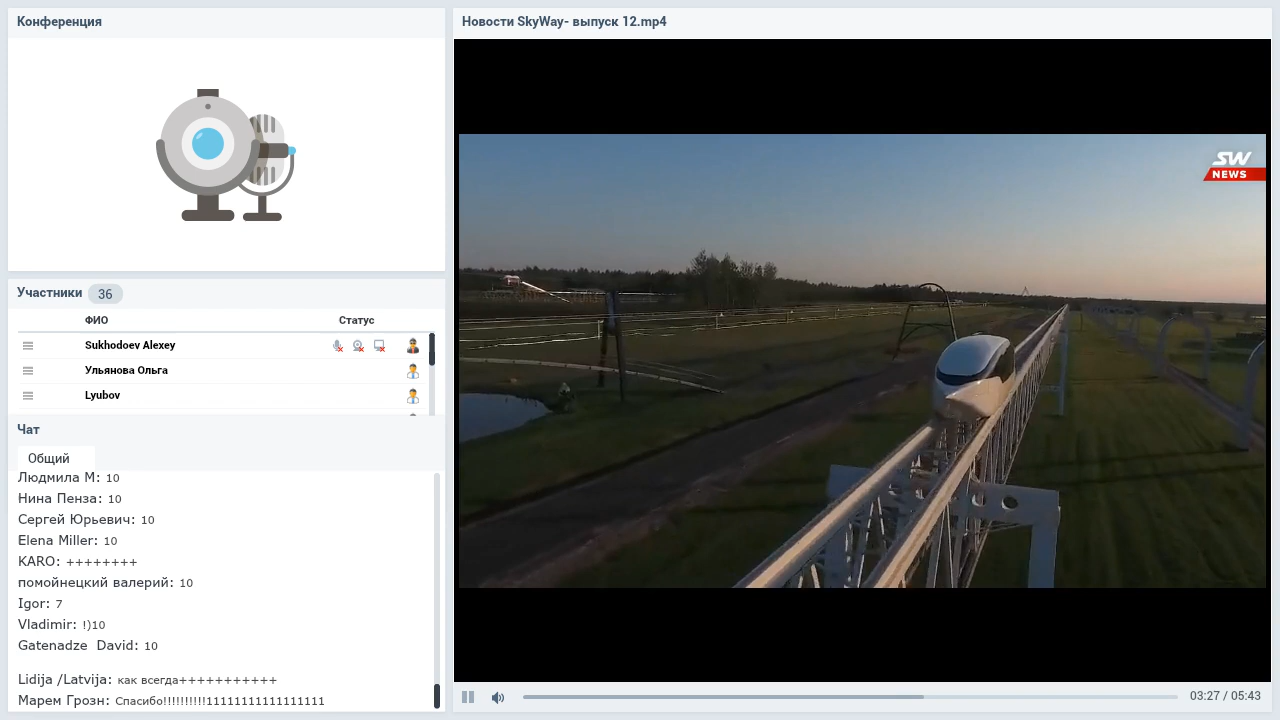 Конференция
Новости SkyWay- выпуск 12.mp4
SW
NEWS
Участники 36
ФИО Статус
Sukhodoev Alexey
Ульянова Ольга
Lyubov
Чат
Общий
Людмила М: 10
Нина Пенза: 10
Сергей Юрьевич: 10
Elena Miller: 10
KARO: ++++++++
помойнецкий валерий: 10
Igor: 7
Vladimir: !)10
Gatenadze David: 10
Lidija /Latvija: как всегда+++++++++++
Марем Грозн: Спасибо!!!!!!!!!!11111111111111111
03:27 / 05:43